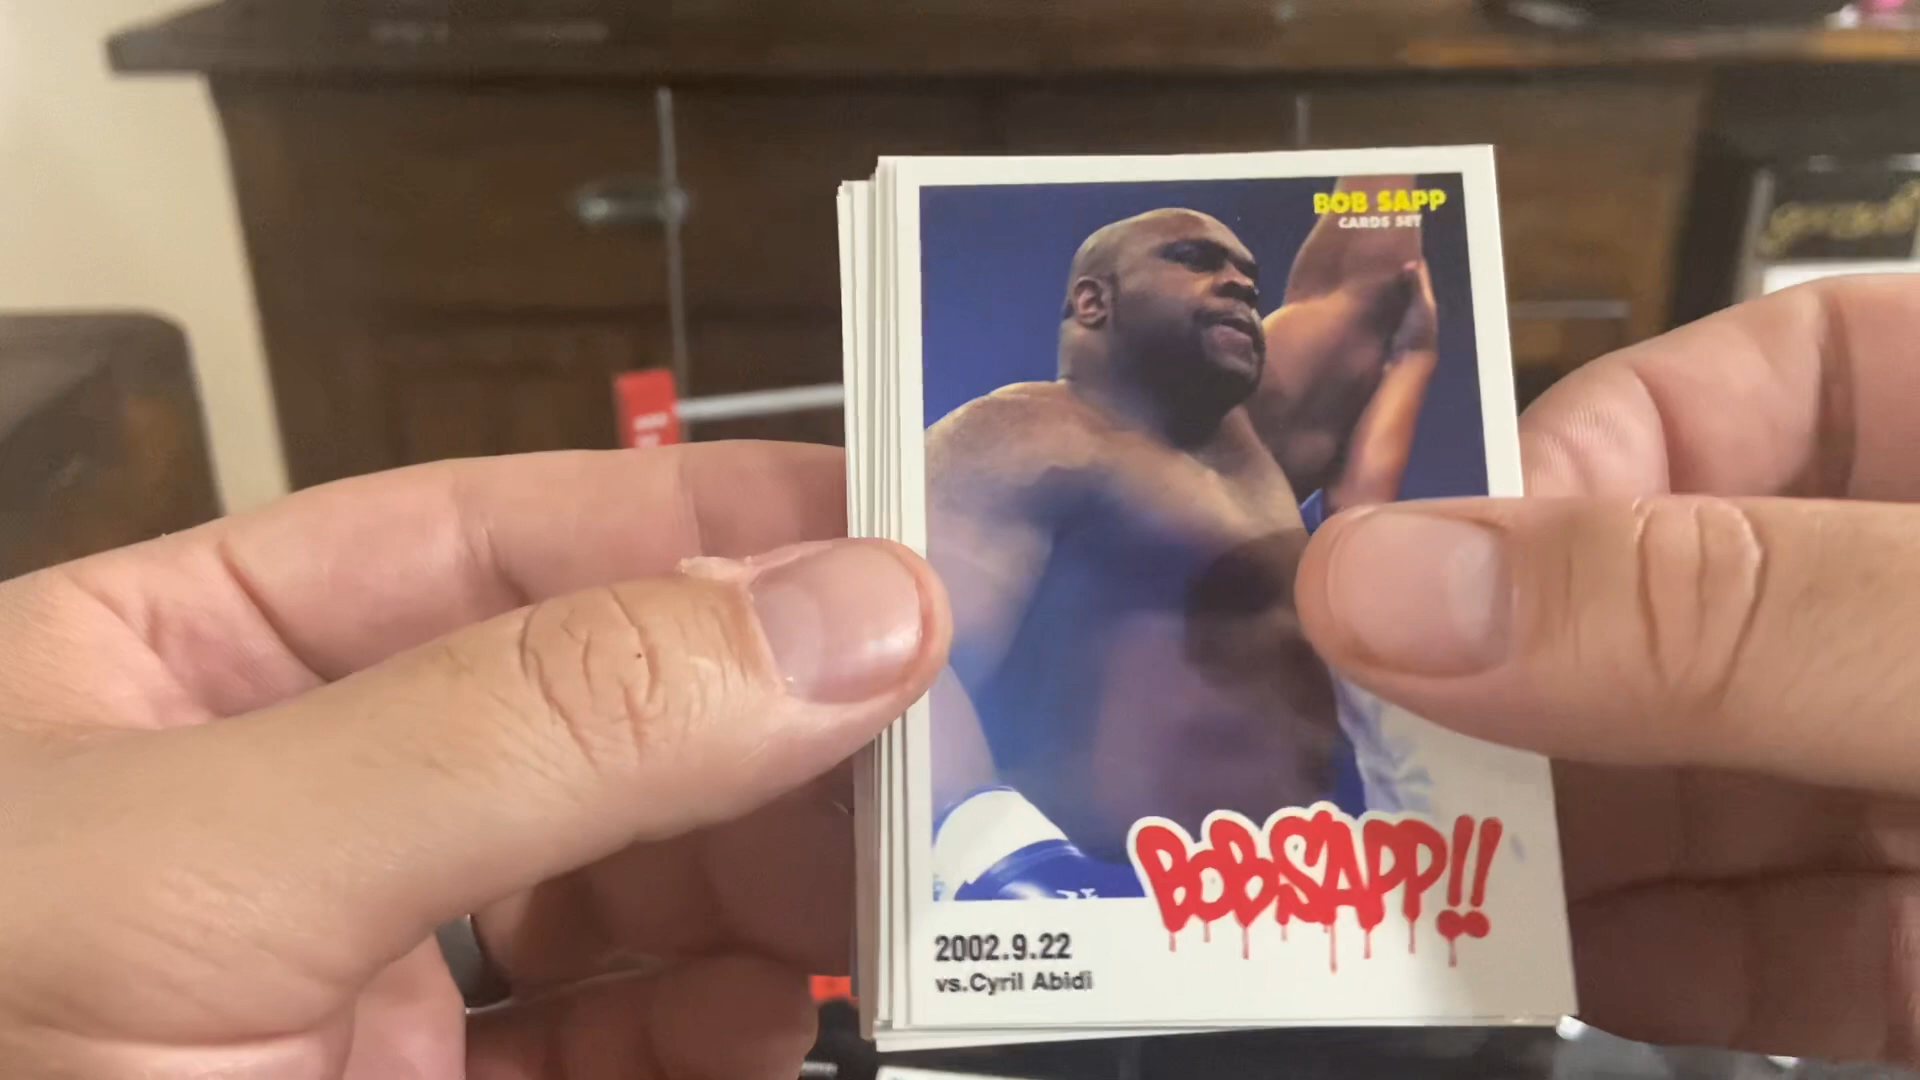 BOB SAPP
CARDS SET
BOBSAPP!!
2002.9.22
vs.Cyril Abidi